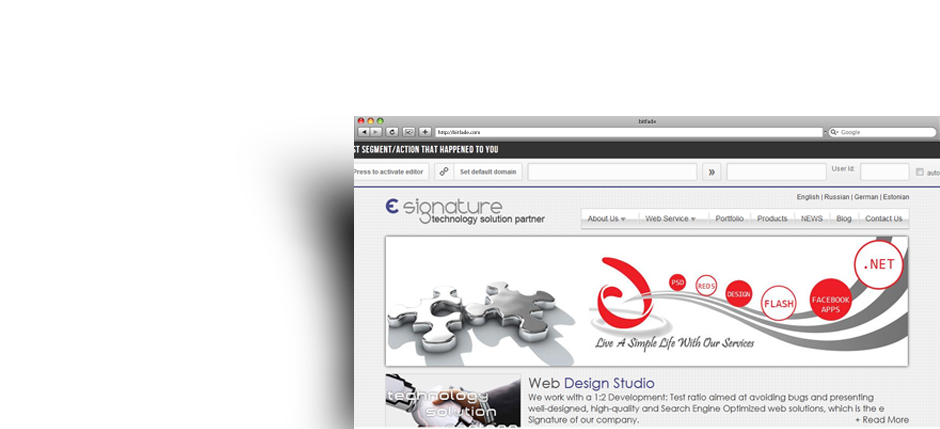 bitfade
http://bitfade.com
Google
ST SEGMENT/ACTION THAT HAPPENED TO YOU
Press to activate editor
Set default domain
User Id:
auto
English | Russian | German | Estonian
e signature
technology solution partner
About Us
Web Service
Portfolio
Products
NEWS
Blog
Contact Us
PSD
REDS
DESIGN
FLASH
FACEBOOK
APPS
.NET
Live A Simple Life With Our Services
technology
solution
Web Design Studio
We work with a 1:2 Development: Test ratio aimed at avoiding bugs and presenting
well-designed, high-quality and Search Engine Optimized web solutions, which is the e
Signature of our company.
+ Read More